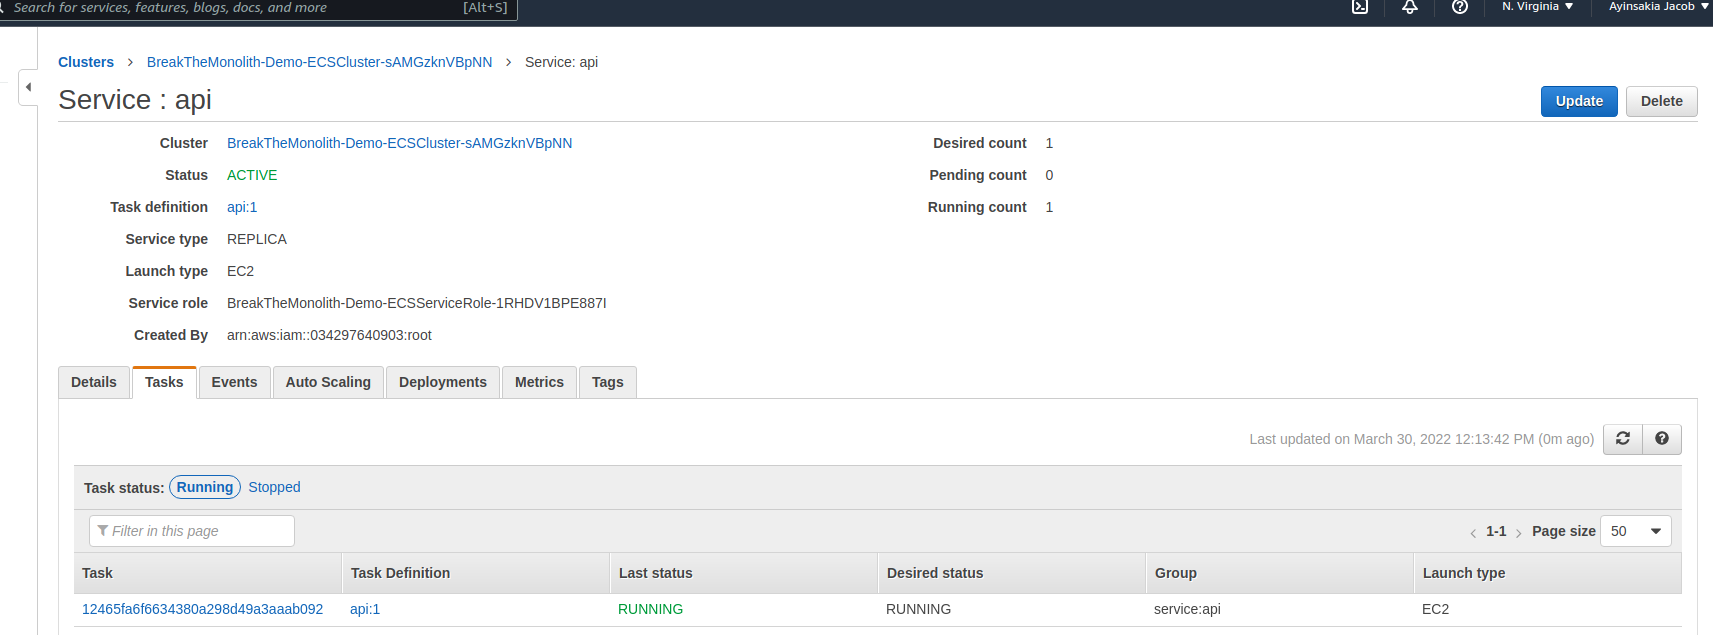 Search for services, features, blogs, docs, and more [Alt+S] N. Virginia Ayinsakia Jacob
Clusters > BreakTheMonolith-Demo-ECSCluster-sAMGzknVBpNN > Service: api
Service : api Update Delete
Cluster BreakTheMonolith-Demo-ECSCluster-sAMGzknVBpNN Desired count 1
Status ACTIVE Pending count 0
Task definition api:1 Running count 1
Service type REPLICA
Launch type EC2
Service role BreakTheMonolith-Demo-ECSServiceRole-1RHDV1BPE887I
Created By arn:aws:iam::034297640903:root
Details Tasks Events Auto Scaling Deployments Metrics Tags
Last updated on March 30, 2022 12:13:42 PM (0m ago)
Task status: Running Stopped
Filter in this page < 1-1 > Page size 50
Task Task Definition Last status Desired status Group Launch type
12465fa6f6634380a298d49a3aaab092 api:1 RUNNING RUNNING service:api EC2